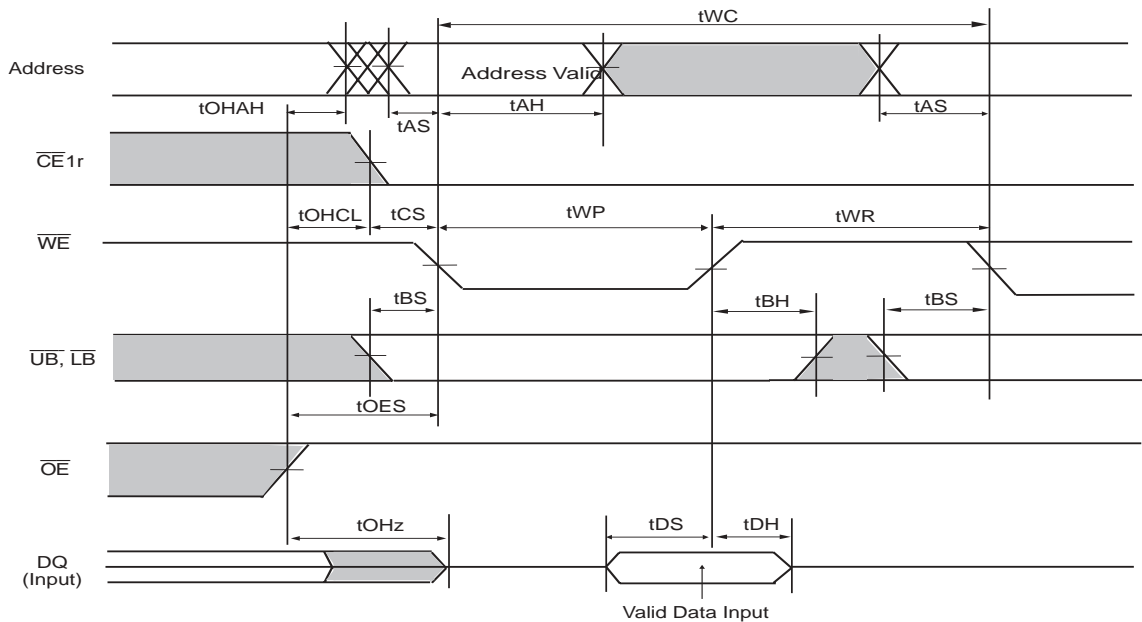 tWC
Address
Address Valid
tOHAH
tAS
tAH
tAS
CE1r
tOHCL
tCS
tWP
tWR
WE
tBS
tBH
tBS
UB, LB
tOES
OE
tOHz
tDS
tDH
DQ
(Input)
Valid Data Input